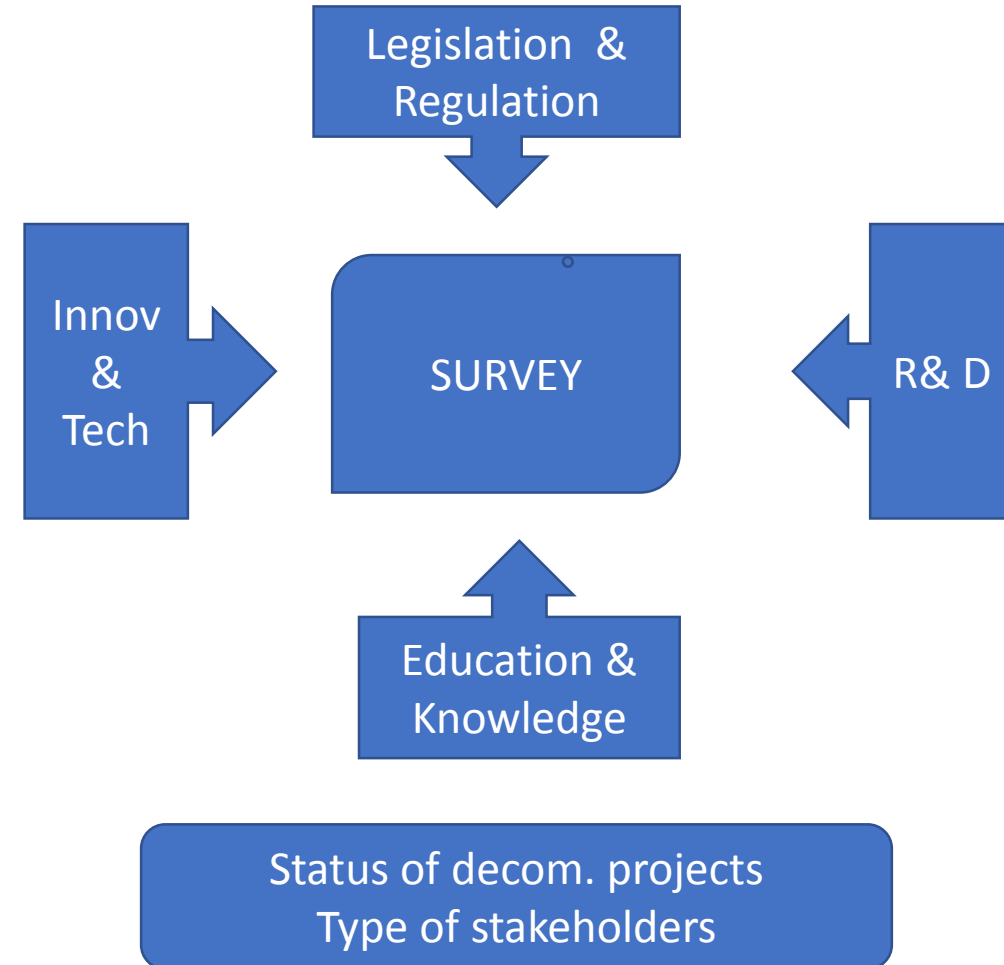 Legislation &
Regulation
Innov
&
Tech
SURVEY
R& D
Education &
Knowledge
Status of decom. projects
Type of stakeholders